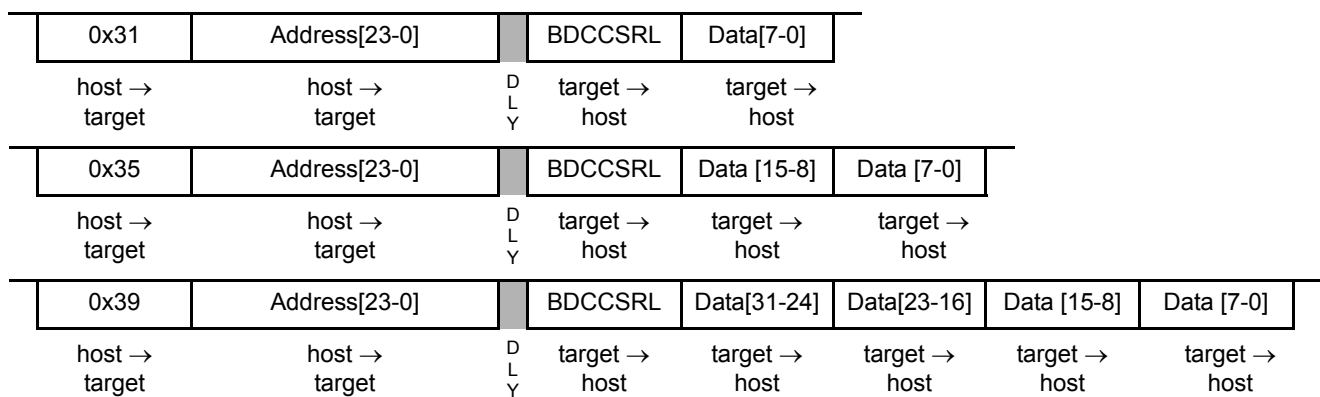 0x31 Address[23-0] BDCCSRL Data[7-0]
host → host → D target → target →
target target L host host
Y
0x35 Address[23-0] BDCCSRL Data [15-8] Data [7-0]
host → host → D target → target → target →
target target L host host host
Y
0x39 Address[23-0] BDCCSRL Data[31-24] Data[23-16] Data [15-8] Data [7-0]
host → host → D target → target → target → target → target →
target target L host host host host host
Y